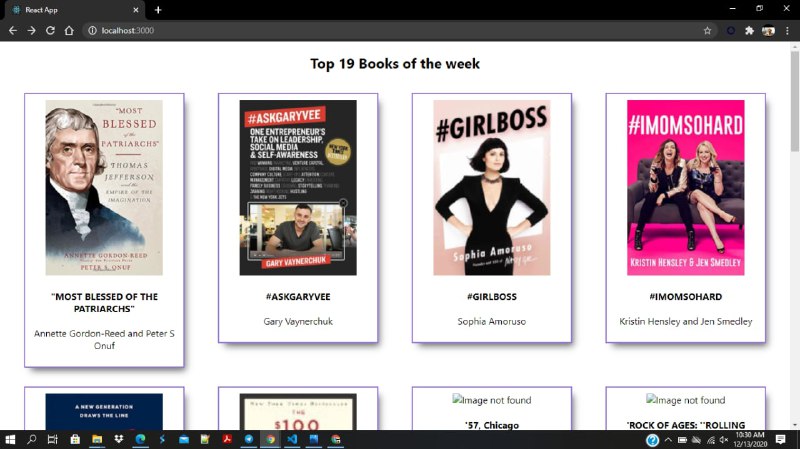 React App
localhost:3000
Top 19 Books of the week
"MOST
BLESSED
of the
PATRIARCHS"
THOMAS
JEFFERSON
and the
EMPIRE OF THE
IMAGINATION
ANNETTE GORDON-REED
PETER S. ONUF
#ASKGARYVEE
ONE ENTREPRENEUR'S
TAKE ON LEADERSHIP,
SOCIAL MEDIA
& SELF-AWARENESS
GARY VAYNERCHUK
#GIRLBOSS
Sophia Amoruso
#IMOMSOHARD
KRISTIN HENSLEY & JEN SMEDLEY
"MOST BLESSED OF THE
PATRIARCHS"
Annette Gordon-Reed and Peter S
Onuf
#ASKGARYVEE
Gary Vaynerchuk
#GIRLBOSS
Sophia Amoruso
#IMOMSOHARD
Kristin Hensley and Jen Smedley
A NEW GENERATION
DRAWS THE LINE
NEW YORK TIMES BESTSELLER
THE
$100
Image not found
'57, Chicago
Image not found
'ROCK OF AGES: ''ROLLING
10:30 AM
12/13/2020